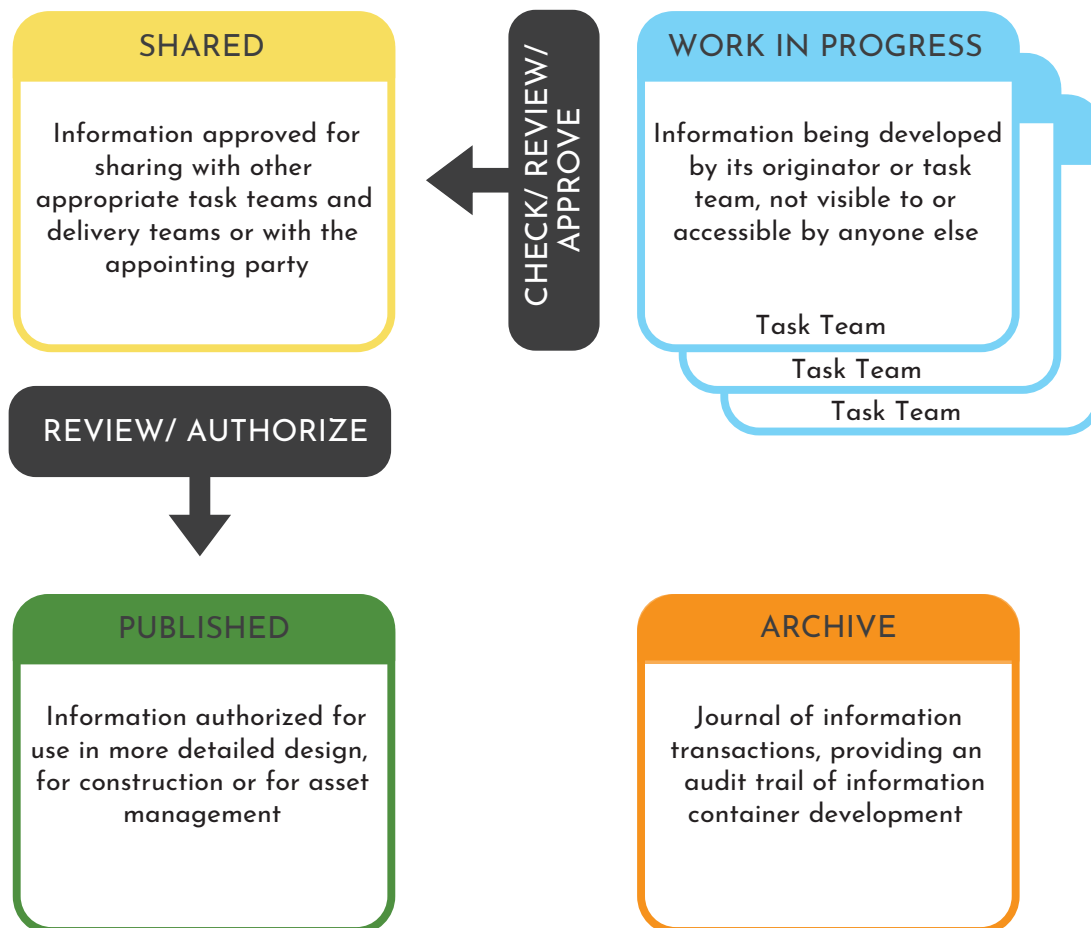 SHARED
Information approved for
sharing with other
appropriate task teams and
delivery teams or with the
appointing party
CHECK/ REVIEW/
APPROVE
WORK IN PROGRESS
Information being developed
by its originator or task
team, not visible to or
accessible by anyone else
Task Team
Task Team
Task Team
REVIEW/ AUTHORIZE
PUBLISHED
Information authorized for
use in more detailed design,
for construction or for asset
management
ARCHIVE
Journal of information
transactions, providing an
audit trail of information
container development